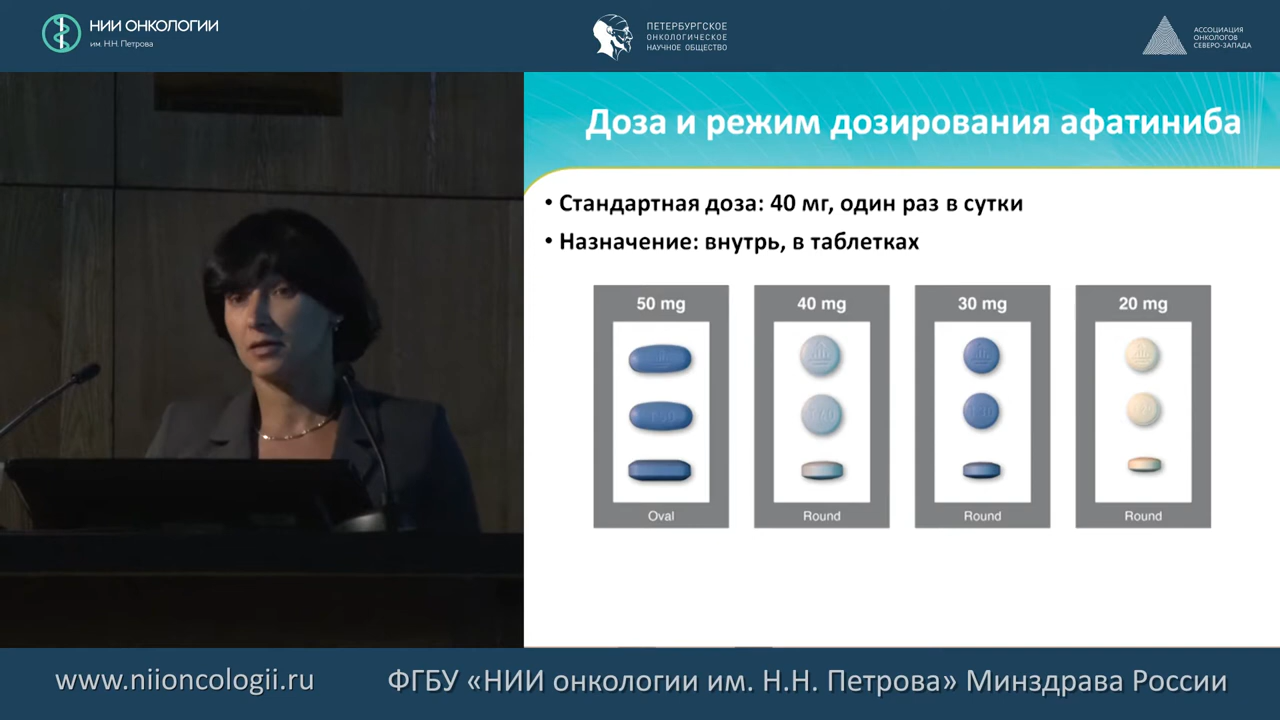 НИИ ОНКОЛОГИИ
им. Н.Н. Петрова
ПЕТЕРБУРГСКОЕ
ОНКОЛОГИЧЕСКОЕ
НАУЧНОЕ ОБЩЕСТВО
АССОЦИАЦИЯ
ОНКОЛОГОВ
СЕВЕРО-ЗАПАДА
Доза и режим дозирования афатиниба
• Стандартная доза: 40 мг, один раз в сутки
• Назначение: внутрь, в таблетках
50 mg
40 mg
30 mg
20 mg
Oval
Round
Round
Round
www.niioncologii.ru
ФГБУ «НИИ онкологии им. Н.Н. Петрова» Минздрава России